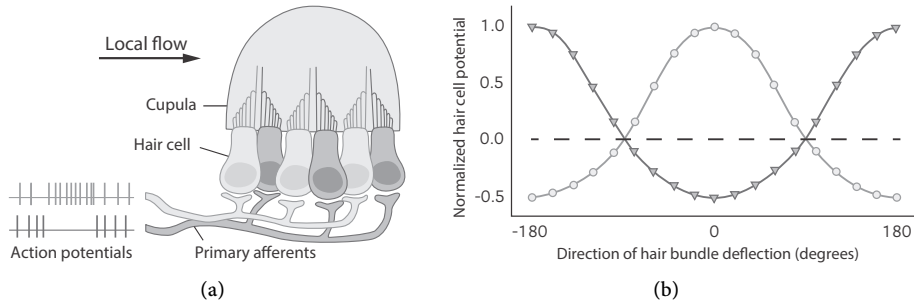 Local flow
Cupula
Hair cell
Action potentials
Primary afferents
(a)
Normalized hair cell potential
1.0
0.5
0.0
-0.5
-180
0
180
Direction of hair bundle deflection (degrees)
(b)